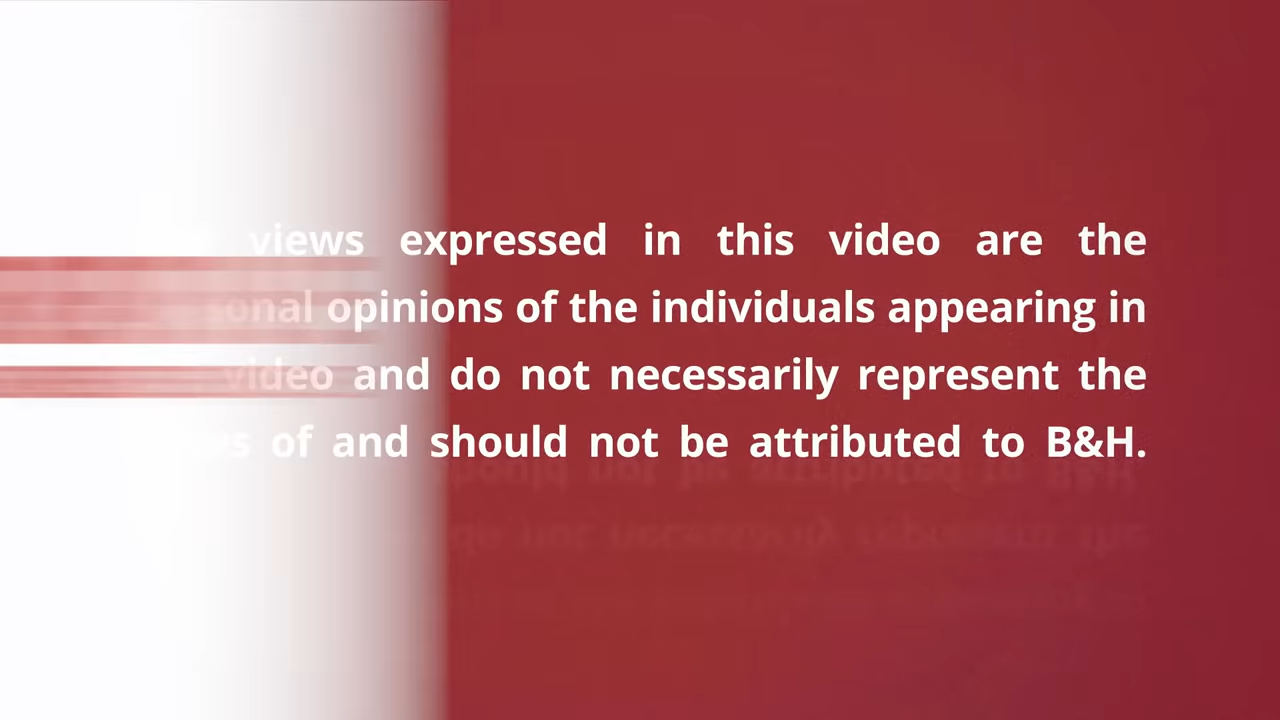 views expressed in this video are the
opinions of the individuals appearing in
video and do not necessarily represent the
of and should not be attributed to B&H.